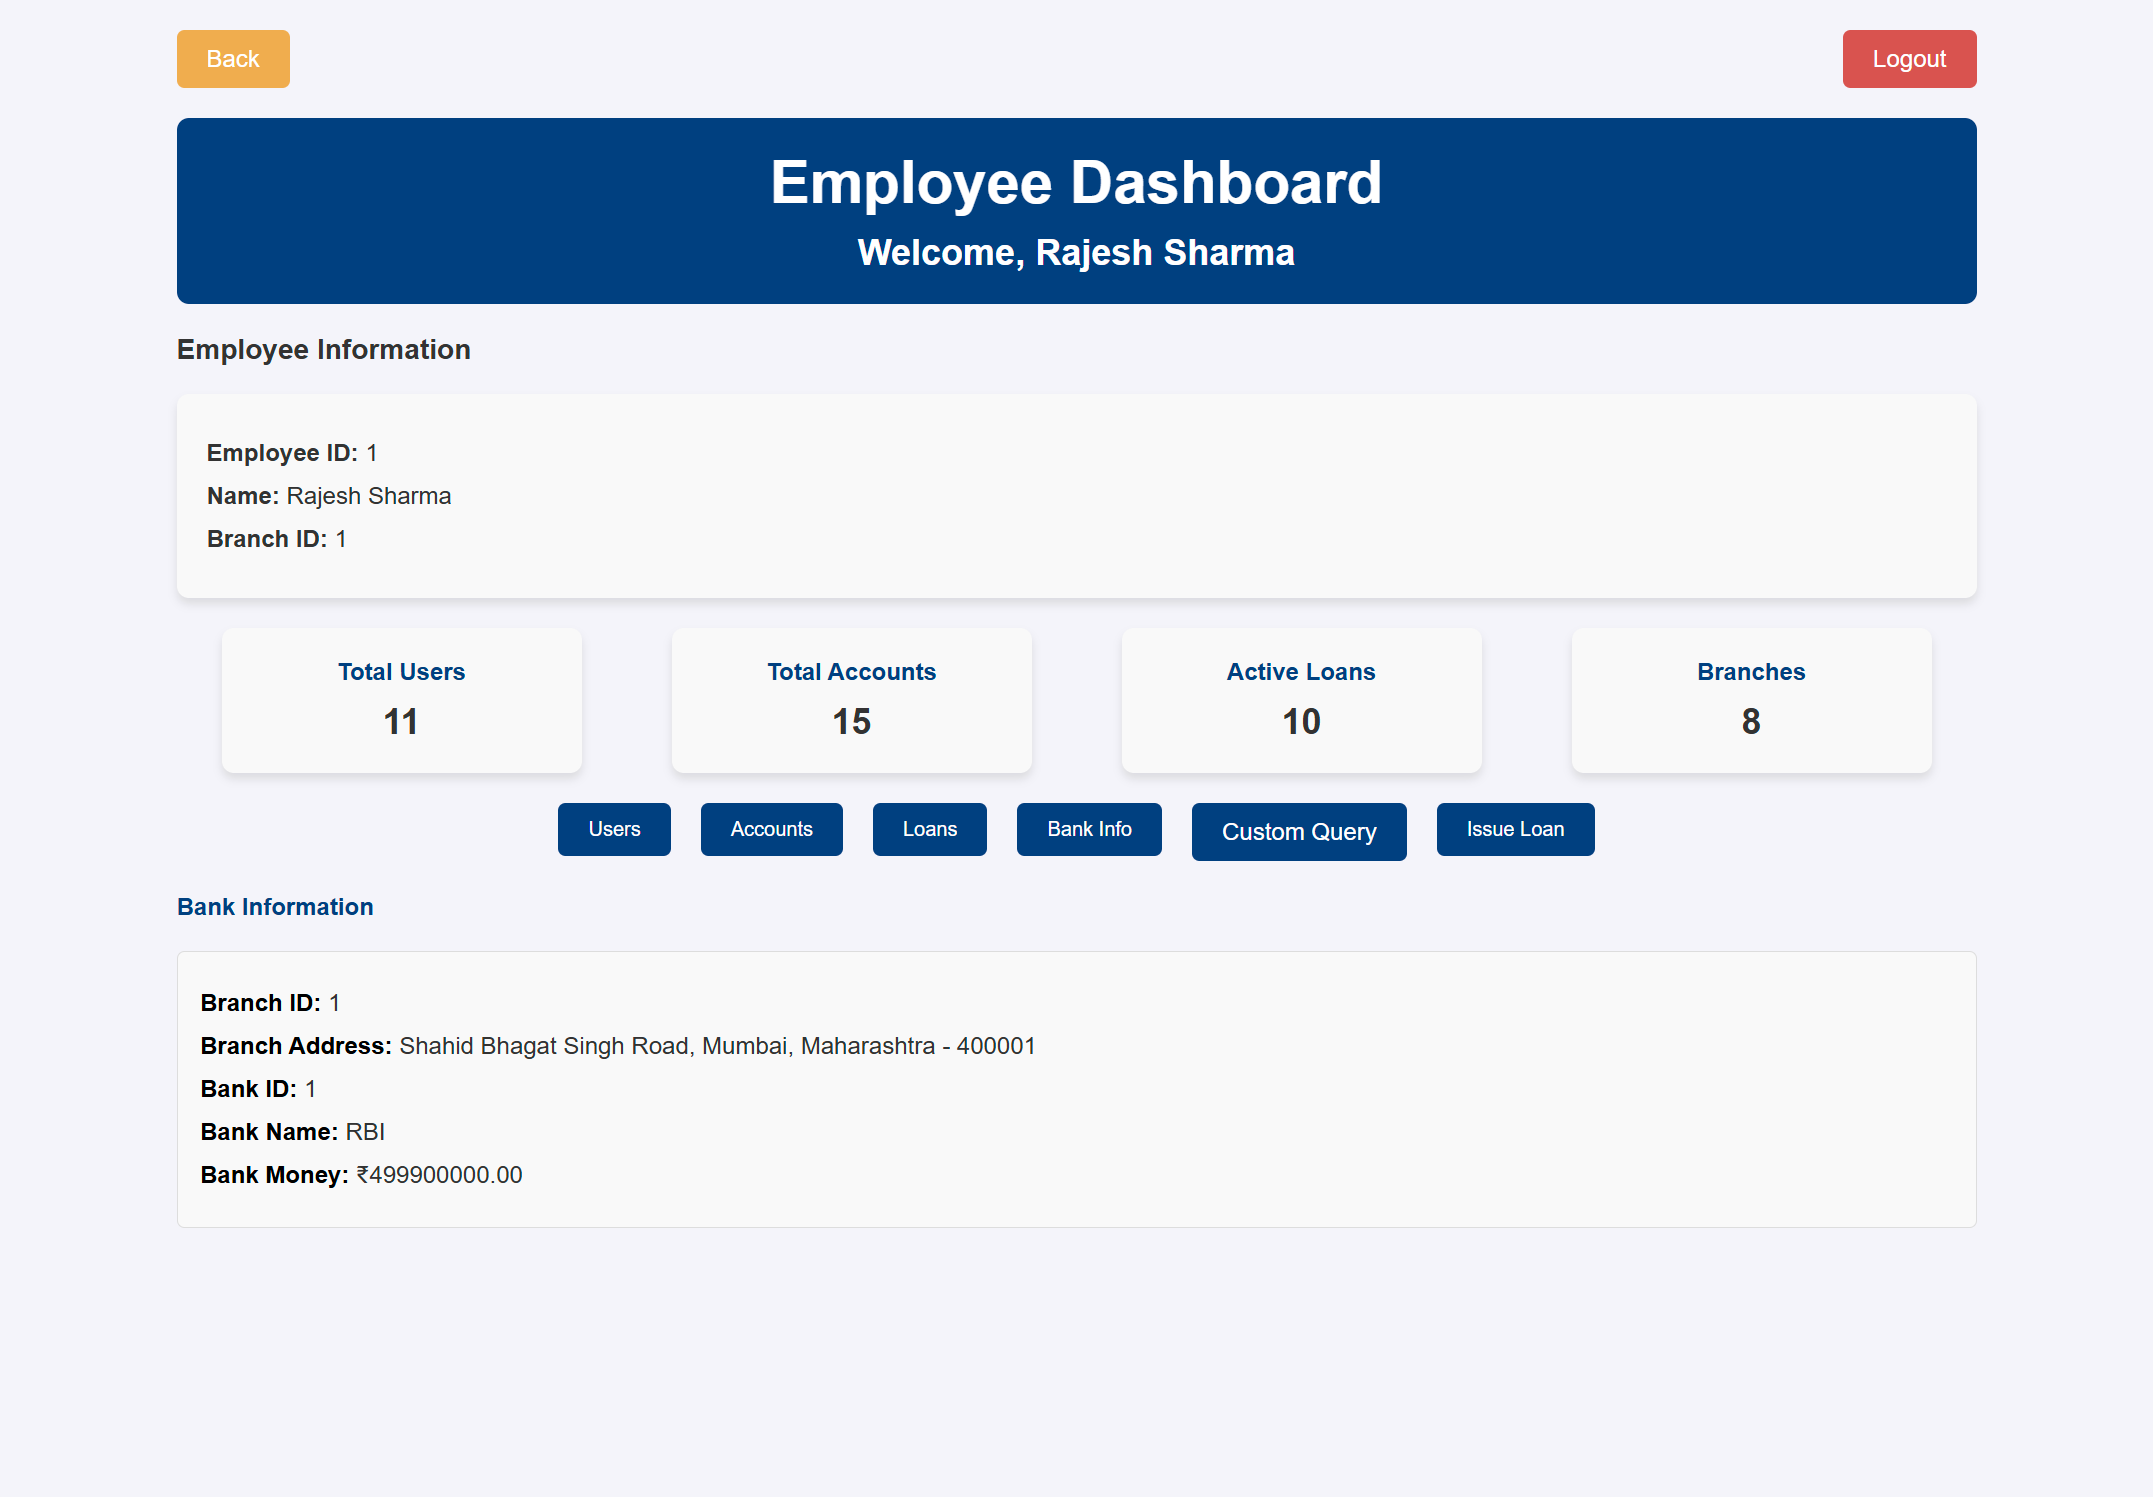 Back
Logout
Employee Dashboard
Welcome, Rajesh Sharma
Employee Information
Employee ID: 1
Name: Rajesh Sharma
Branch ID: 1
Total Users
11
Total Accounts
15
Active Loans
10
Branches
8
Users
Accounts
Loans
Bank Info
Custom Query
Issue Loan
Bank Information
Branch ID: 1
Branch Address: Shahid Bhagat Singh Road, Mumbai, Maharashtra - 400001
Bank ID: 1
Bank Name: RBI
Bank Money: ₹499900000.00